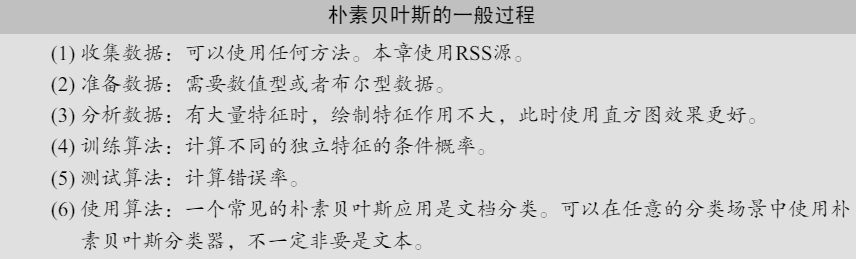 朴素贝叶斯的一般过程
(1) 收集数据：可以使用任何方法。本章使用RSS源。
(2) 准备数据：需要数值型或者布尔型数据。
(3) 分析数据：有大量特征时，绘制特征作用不大，此时使用直方图效果更好。
(4) 训练算法：计算不同的独立特征的条件概率。
(5) 测试算法：计算错误率。
(6) 使用算法：一个常见的朴素贝叶斯应用是文档分类。可以在任意的分类场景中使用朴
素贝叶斯分类器，不一定非要是文本。